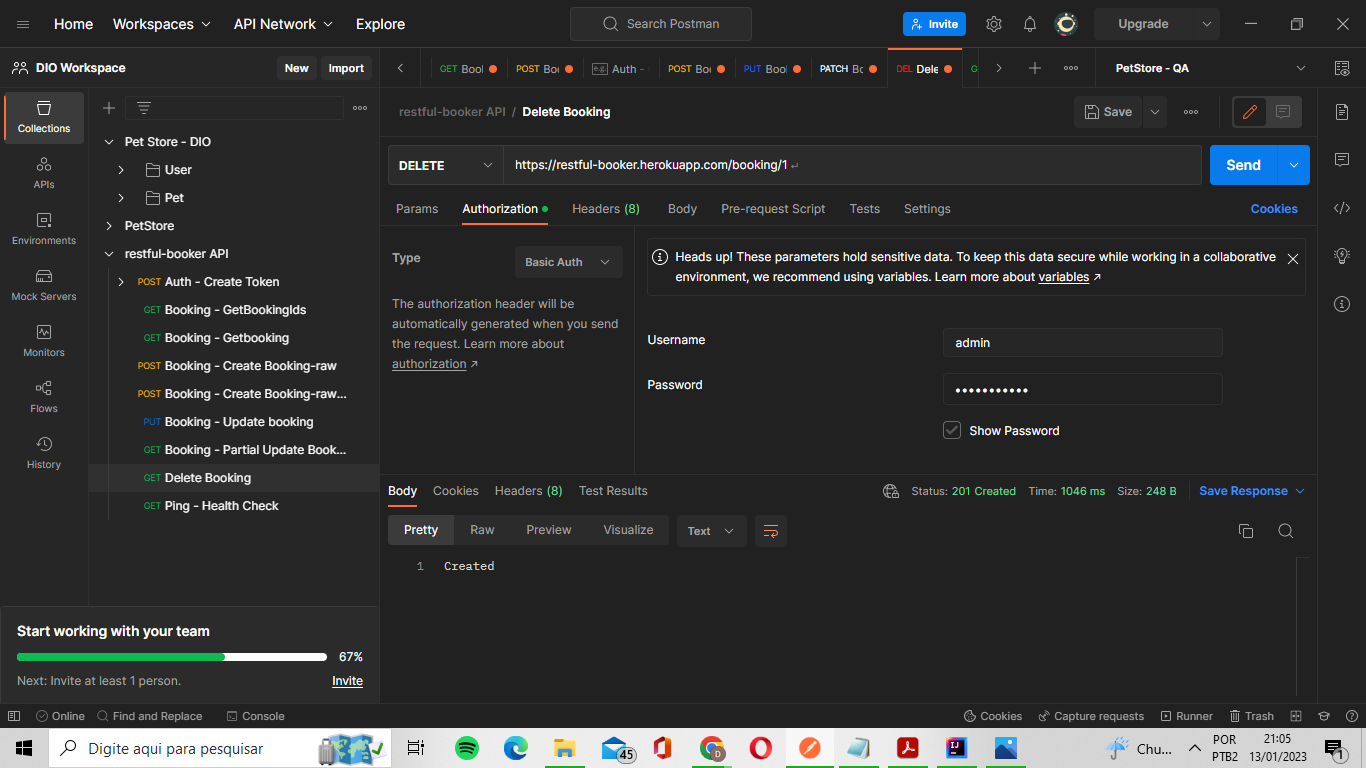 Home Workspaces API Network Explore Search Postman Invite Upgrade
DIO Workspace New Import
GET Bool POST Boo Auth - POST Boo PUT Bool PATCH Bo DEL Dele G PetStore - QA
Collections
APIs
Environments
Mock Servers
Monitors
Flows
History
Pet Store - DIO
User
Pet
PetStore
restful-booker API
POST Auth - Create Token
GET Booking - GetBookingIds
GET Booking - Getbooking
POST Booking - Create Booking-raw
POST Booking - Create Booking-raw...
PUT Booking - Update booking
GET Booking - Partial Update Book...
GET Delete Booking
GET Ping - Health Check
Start working with your team
67%
Next: Invite at least 1 person. Invite
restful-booker API / Delete Booking Save
DELETE https://restful-booker.herokuapp.com/booking/1 Send
Params Authorization Headers (8) Body Pre-request Script Tests Settings Cookies
Type Basic Auth
The authorization header will be
automatically generated when you send
the request. Learn more about
authorization ↗
Heads up! These parameters hold sensitive data. To keep this data secure while working in a collaborative
environment, we recommend using variables. Learn more about variables ↗
Username admin
Password •••••••••••
Show Password
Body Cookies Headers (8) Test Results Status: 201 Created Time: 1046 ms Size: 248 B Save Response
Pretty Raw Preview Visualize Text
1 Created
Online Find and Replace Console Cookies Capture requests Runner Trash
Digite aqui para pesquisar 45 D Chu... POR 21:05
PTB2 13/01/2023 1